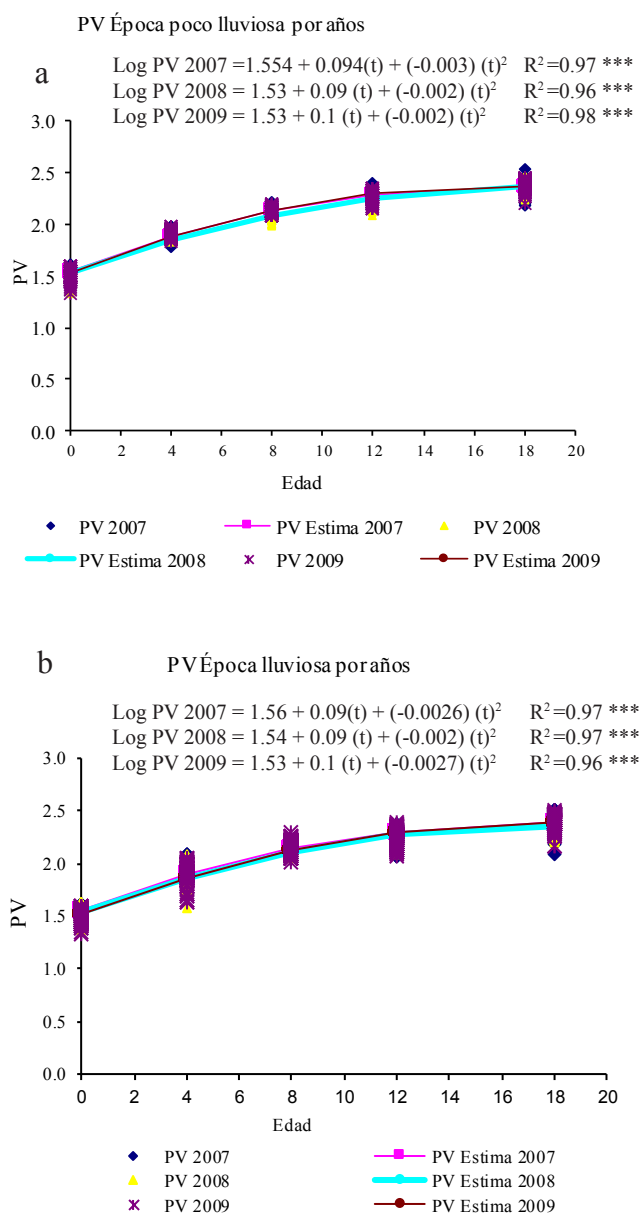 PV Época poco lluviosa por años
a
Log PV 2007 =1.554 + 0.094(t) + (-0.003) (t)² R²=0.97 ***
Log PV 2008 = 1.53 + 0.09 (t) + (-0.002) (t)² R²=0.96 ***
Log PV 2009 = 1.53 + 0.1 (t) + (-0.002) (t)² R²=0.98 ***
3.0
2.5
2.0
1.5
1.0
0.5
0.0
PV
0 2 4 6 8 10 12 14 16 18 20
Edad
PV 2007 PV Estima 2007 PV 2008
PV Estima 2008 PV 2009 PV Estima 2009
b
PV Época lluviosa por años
Log PV 2007 = 1.56 + 0.09(t) + (-0.0026) (t)² R²=0.97 ***
Log PV 2008 = 1.54 + 0.09 (t) + (-0.002) (t)² R²=0.97 ***
Log PV 2009 = 1.53 + 0.1 (t) + (-0.0027) (t)² R²=0.96 ***
3.0
2.5
2.0
1.5
1.0
0.5
0.0
PV
0 2 4 6 8 10 12 14 16 18 20
Edad
PV 2007 PV Estima 2007
PV 2008 PV Estima 2008
PV 2009 PV Estima 2009